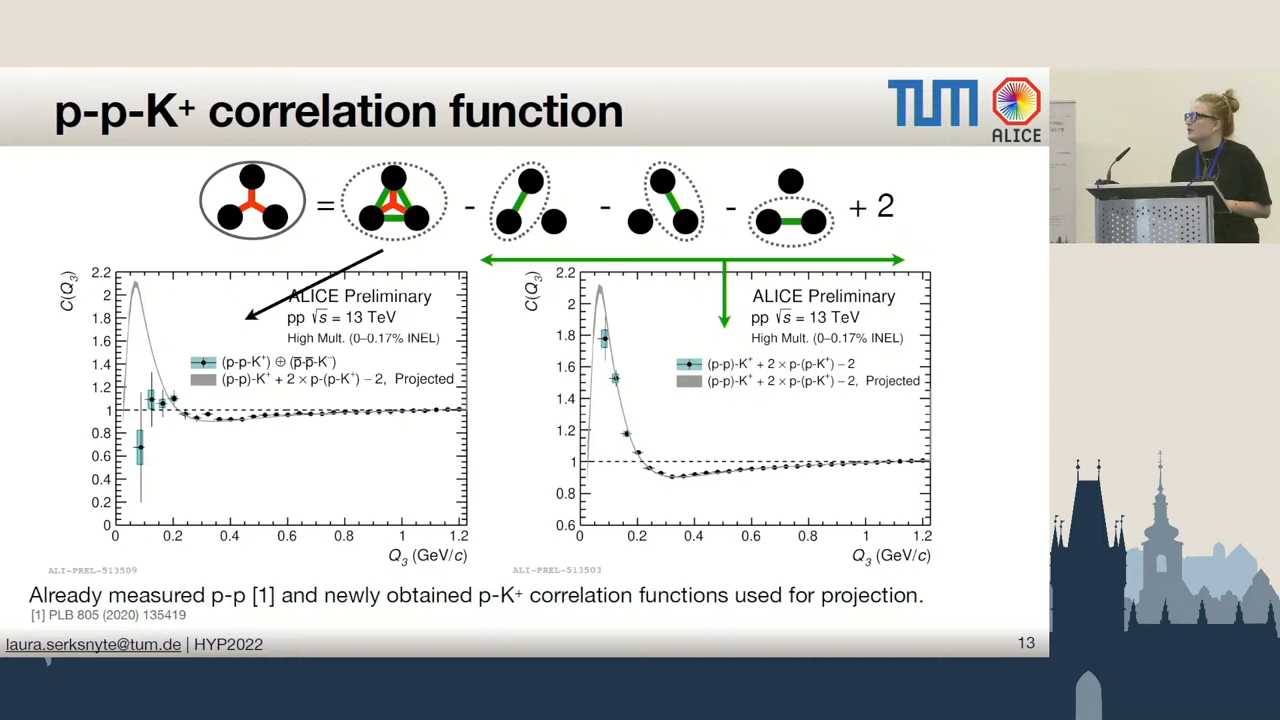 p-p-K⁺ correlation function
TUM
ALICE
= - - - + 2
C(Q₃)
2.2
2
1.8
1.6
1.4
1.2
1
0.8
0.6
0.4
0.2
0
ALICE Preliminary
pp √s = 13 TeV
High Mult. (0–0.17% INEL)
(p-p-K⁺) ⊕ (p̅-p̅-K⁻)
(p-p)-K⁺ + 2 × p-(p-K⁺) – 2, Projected
0 0.2 0.4 0.6 0.8 1 1.2
Q₃ (GeV/c)
ALI-PREL-513509
C(Q₃)
2.2
2
1.8
1.6
1.4
1.2
1
0.8
0.6
ALICE Preliminary
pp √s = 13 TeV
High Mult. (0–0.17% INEL)
(p-p)-K⁺ + 2 × p-(p-K⁺) – 2
(p-p)-K⁺ + 2 × p-(p-K⁺) – 2, Projected
0 0.2 0.4 0.6 0.8 1 1.2
Q₃ (GeV/c)
ALI-PREL-513503
Already measured p-p [1] and newly obtained p-K⁺ correlation functions used for projection.
[1] PLB 805 (2020) 135419
laura.serksnyte@tum.de | HYP2022
13